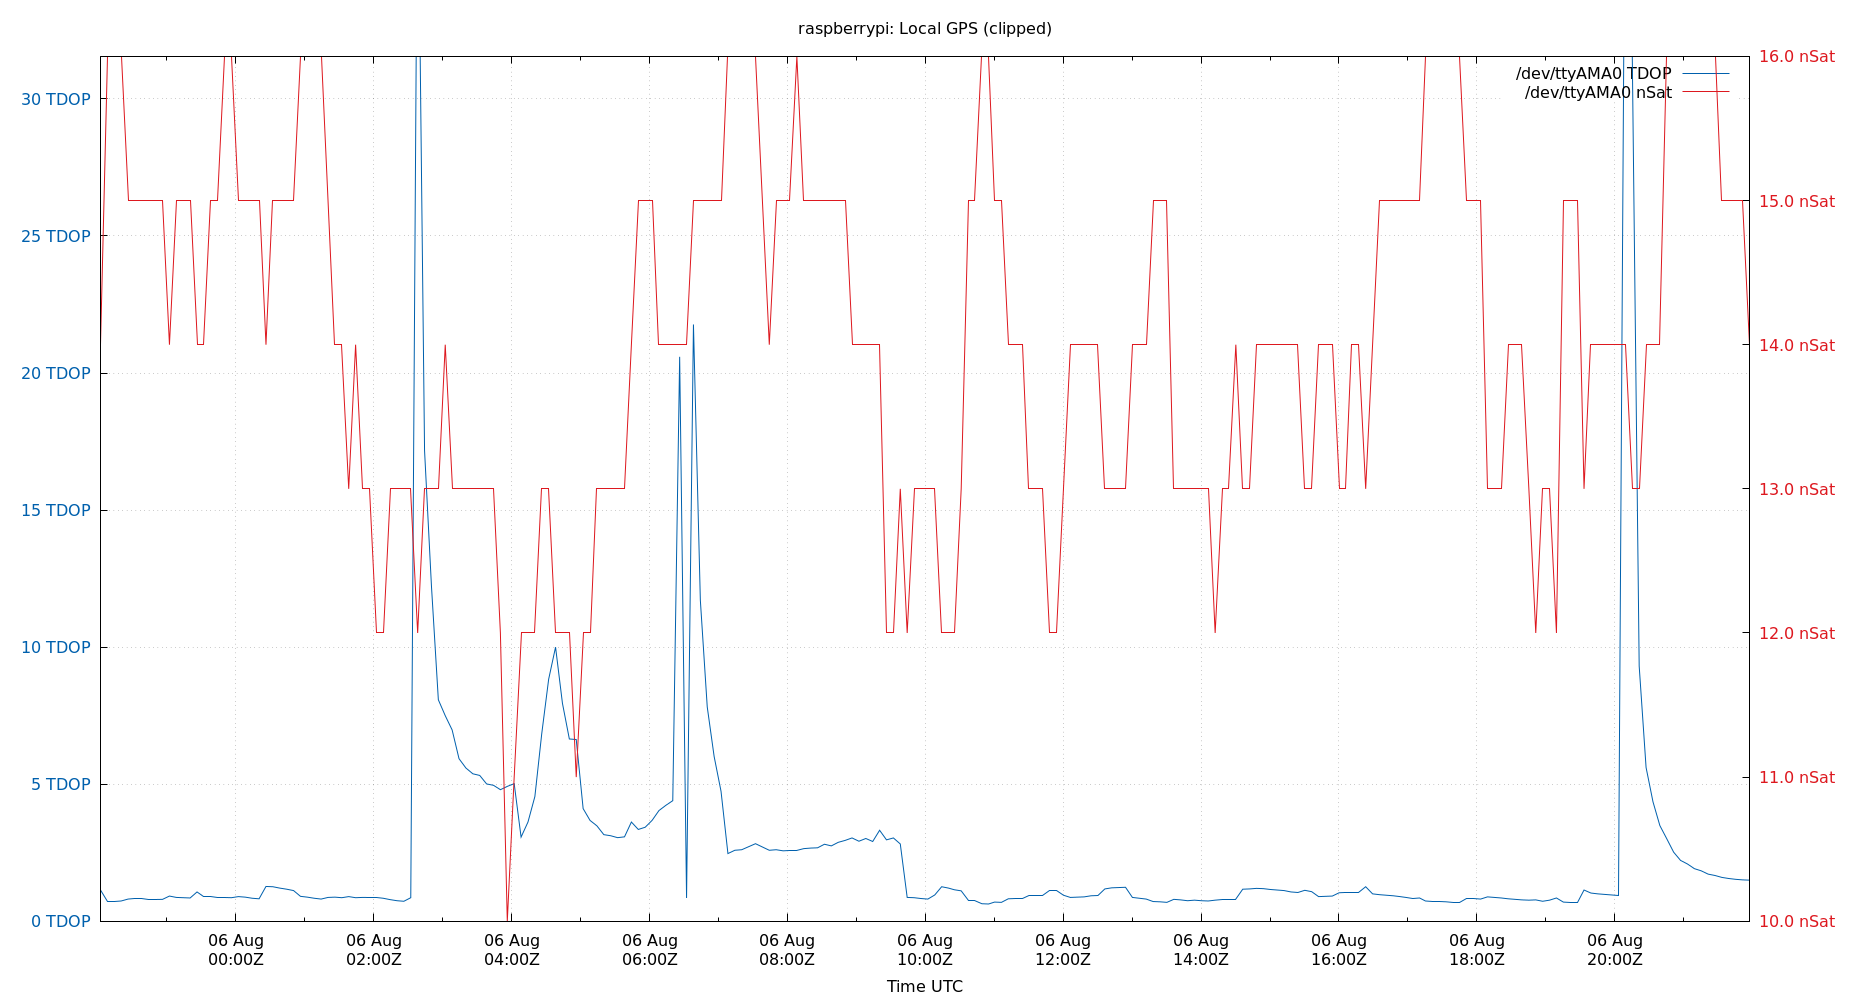 raspberrypi: Local GPS (clipped)
16.0 nSat
/dev/ttyAMA0 TDOP
/dev/ttyAMA0 nSat
30 TDOP
15.0 nSat
25 TDOP
14.0 nSat
20 TDOP
13.0 nSat
15 TDOP
12.0 nSat
10 TDOP
11.0 nSat
5 TDOP
10.0 nSat
0 TDOP
06 Aug 06 Aug 06 Aug 06 Aug 06 Aug 06 Aug 06 Aug 06 Aug 06 Aug 06 Aug 06 Aug
00:00Z 02:00Z 04:00Z 06:00Z 08:00Z 10:00Z 12:00Z 14:00Z 16:00Z 18:00Z 20:00Z
Time UTC